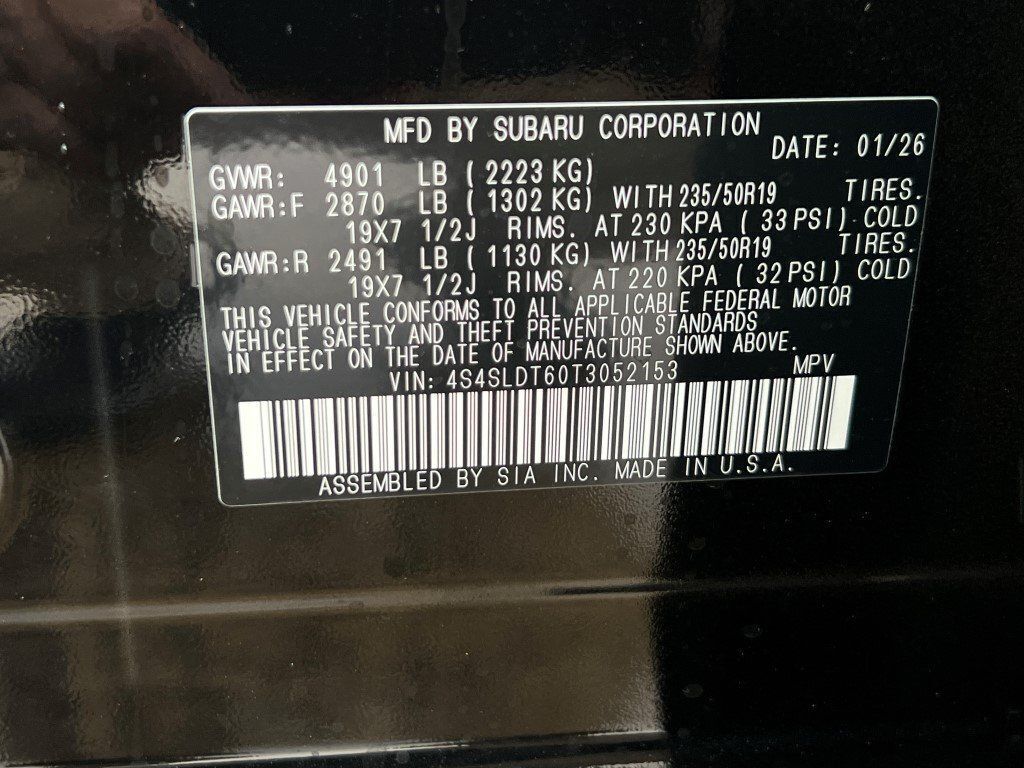 MFD BY SUBARU CORPORATION DATE: 01/26
GVWR: 4901 LB ( 2223 KG)
GAWR:F 2870 LB ( 1302 KG) WITH 235/50R19 TIRES.
19X7 1/2J RIMS. AT 230 KPA ( 33 PSI) COLD
GAWR:R 2491 LB ( 1130 KG) WITH 235/50R19 TIRES.
19X7 1/2J RIMS. AT 220 KPA ( 32 PSI) COLD
THIS VEHICLE CONFORMS TO ALL APPLICABLE FEDERAL MOTOR
VEHICLE SAFETY AND THEFT PREVENTION STANDARDS
IN EFFECT ON THE DATE OF MANUFACTURE SHOWN ABOVE.
VIN: 4S4SLDT60T3052153 MPV
ASSEMBLED BY SIA INC. MADE IN U.S.A.